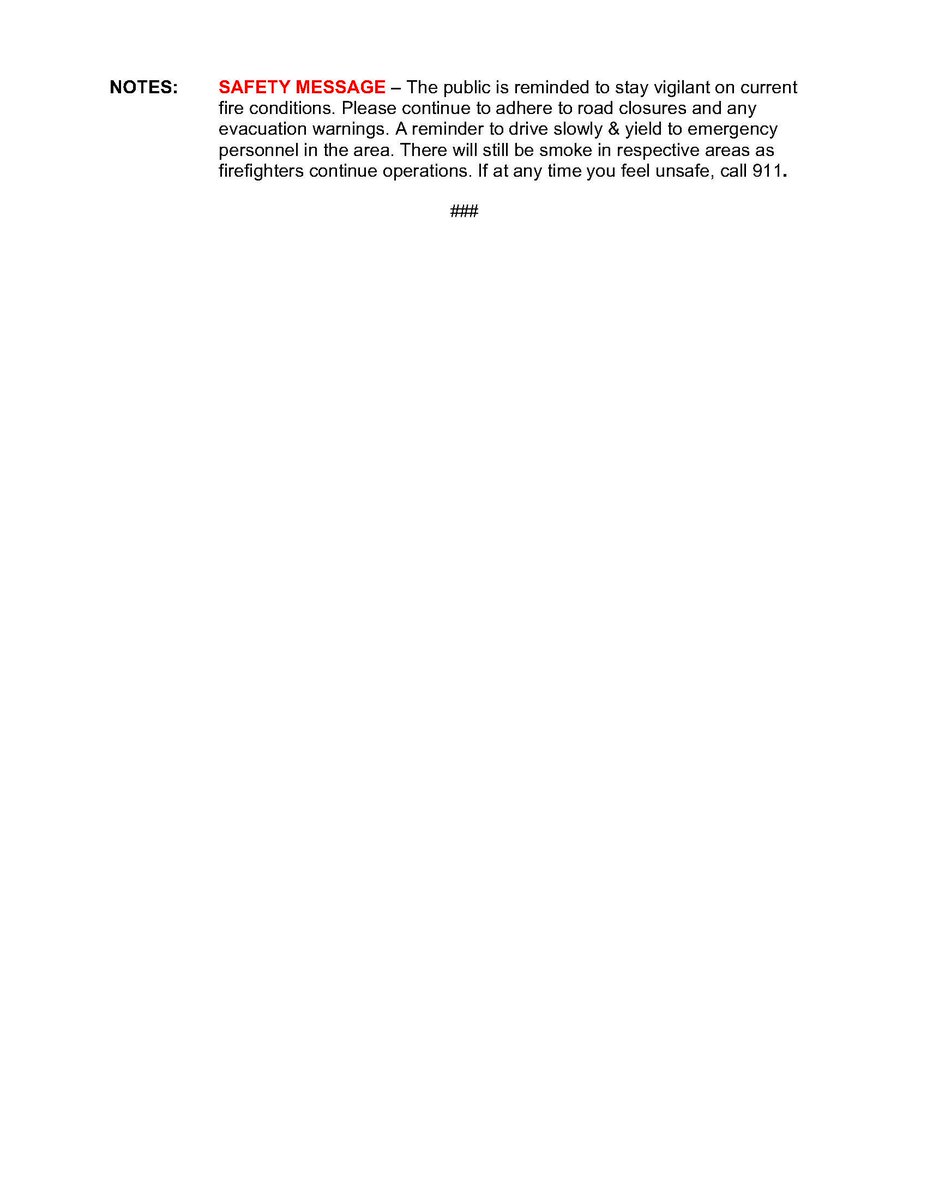 NOTES: SAFETY MESSAGE – The public is reminded to stay vigilant on current
fire conditions. Please continue to adhere to road closures and any
evacuation warnings. A reminder to drive slowly & yield to emergency
personnel in the area. There will still be smoke in respective areas as
firefighters continue operations. If at any time you feel unsafe, call 911.
###